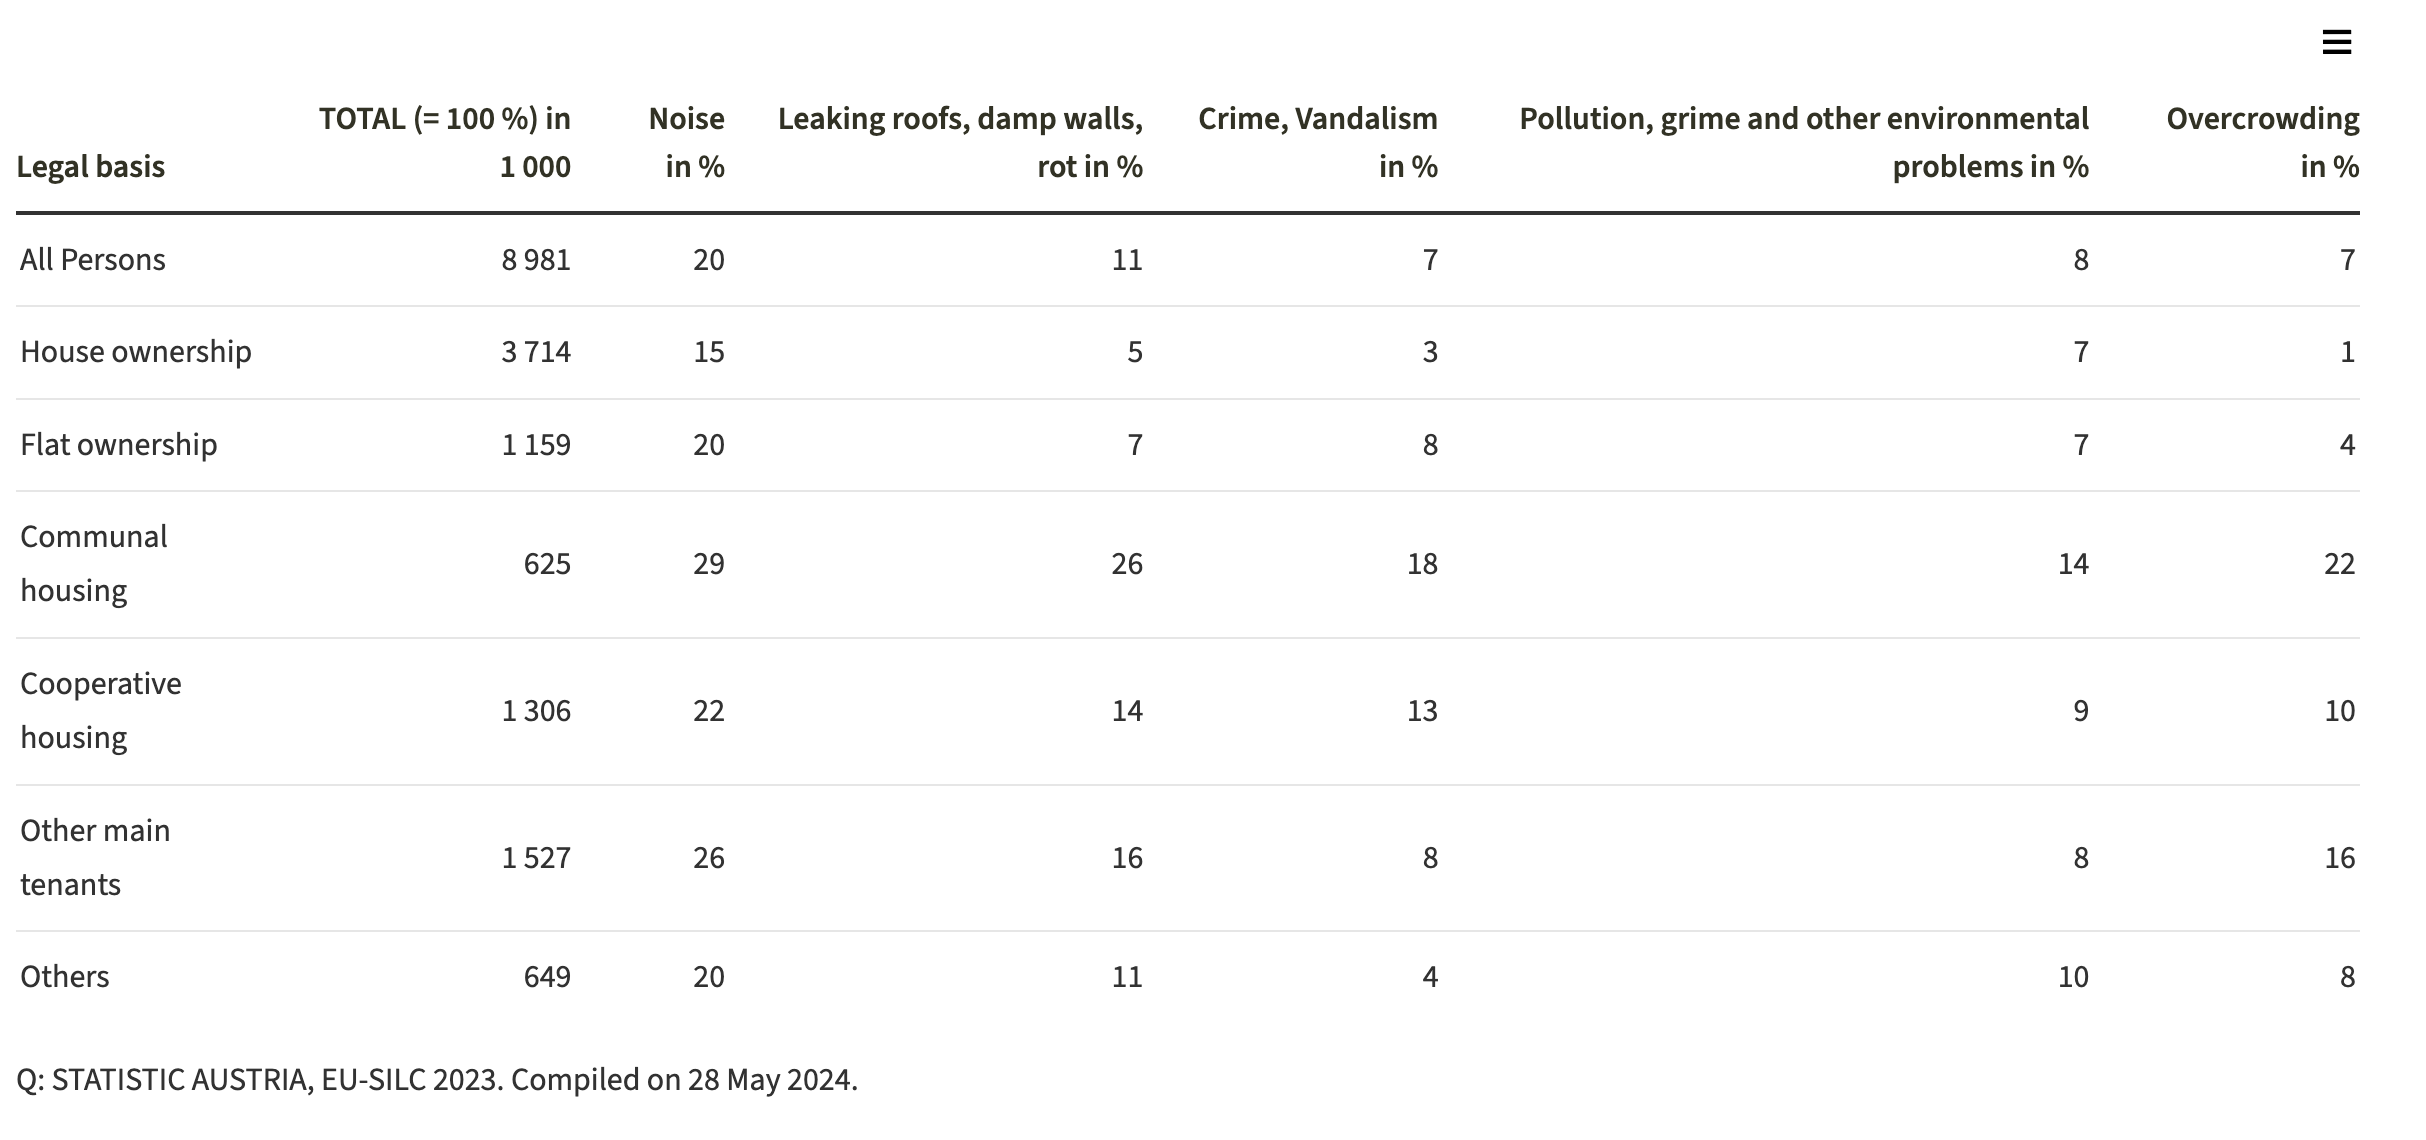 Legal basis TOTAL (= 100 %) in 1 000 Noise in % Leaking roofs, damp walls, rot in % Crime, Vandalism in % Pollution, grime and other environmental problems in % Overcrowding in %
All Persons 8 981 20 11 7 8 7
House ownership 3 714 15 5 3 7 1
Flat ownership 1 159 20 7 8 7 4
Communal housing 625 29 26 18 14 22
Cooperative housing 1 306 22 14 13 9 10
Other main tenants 1 527 26 16 8 8 16
Others 649 20 11 4 10 8
Q: STATISTIC AUSTRIA, EU-SILC 2023. Compiled on 28 May 2024.